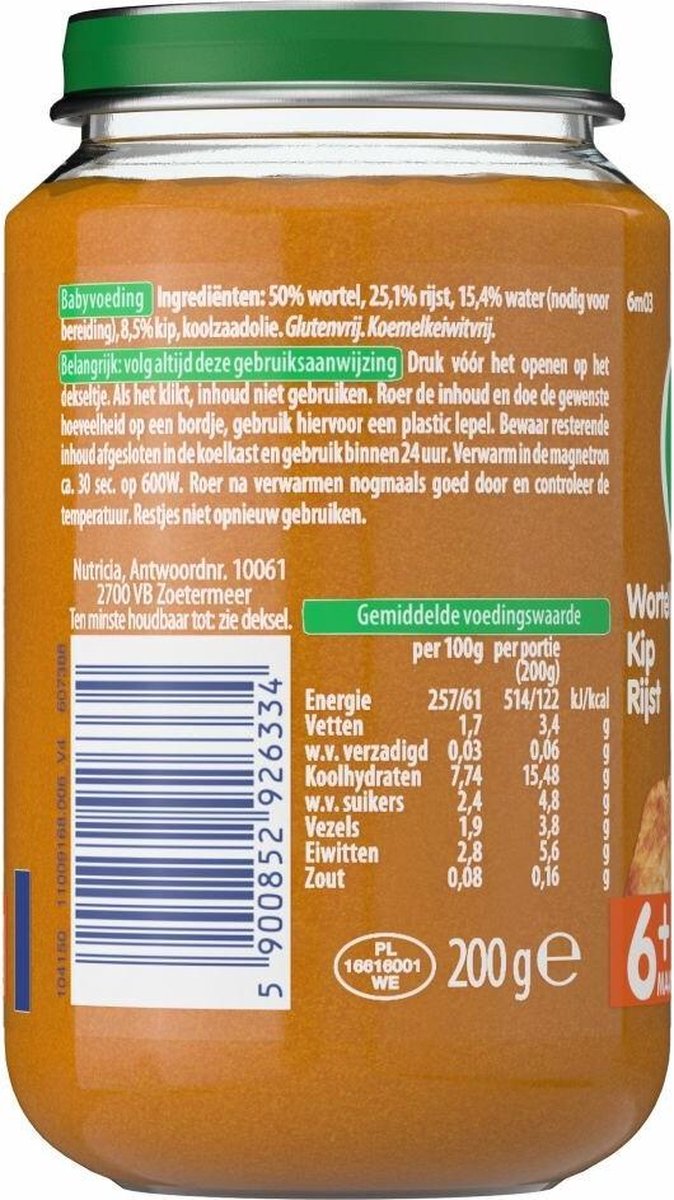 Babyvoeding Ingrediënten: 50% wortel, 25,1% rijst, 15,4% water (nodig voor
bereiding), 8,5% kip, koolzaadolie. Glutenvrij. Koemelkeiwitvrij.
6m03
Belangrijk: volg altijd deze gebruiksaanwijzing Druk vóór het openen op het
dekseltje. Als het klikt, inhoud niet gebruiken. Roer de inhoud en doe de gewenste
hoeveelheid op een bordje, gebruik hiervoor een plastic lepel. Bewaar resterende
inhoud afgesloten in de koelkast en gebruik binnen 24 uur. Verwarm in de magnetron
ca. 30 sec. op 600W. Roer na verwarmen nogmaals goed door en controleer de
temperatuur. Restjes niet opnieuw gebruiken.
Nutricia, Antwoordnr. 10061
2700 VB Zoetermeer
Ten minste houdbaar tot: zie deksel.
104150 11009168.006 V4 607388
5 900852 926334
Gemiddelde voedingswaarde
per 100g per portie
(200g)
Energie 257/61 514/122 kJ/kcal
Vetten 1,7 3,4 g
w.v. verzadigd 0,03 0,06 g
Koolhydraten 7,74 15,48 g
w.v. suikers 2,4 4,8 g
Vezels 1,9 3,8 g
Eiwitten 2,8 5,6 g
Zout 0,08 0,16 g
PL
16616001
WE
200 g e
Wortel
Kip
Rijst
6+